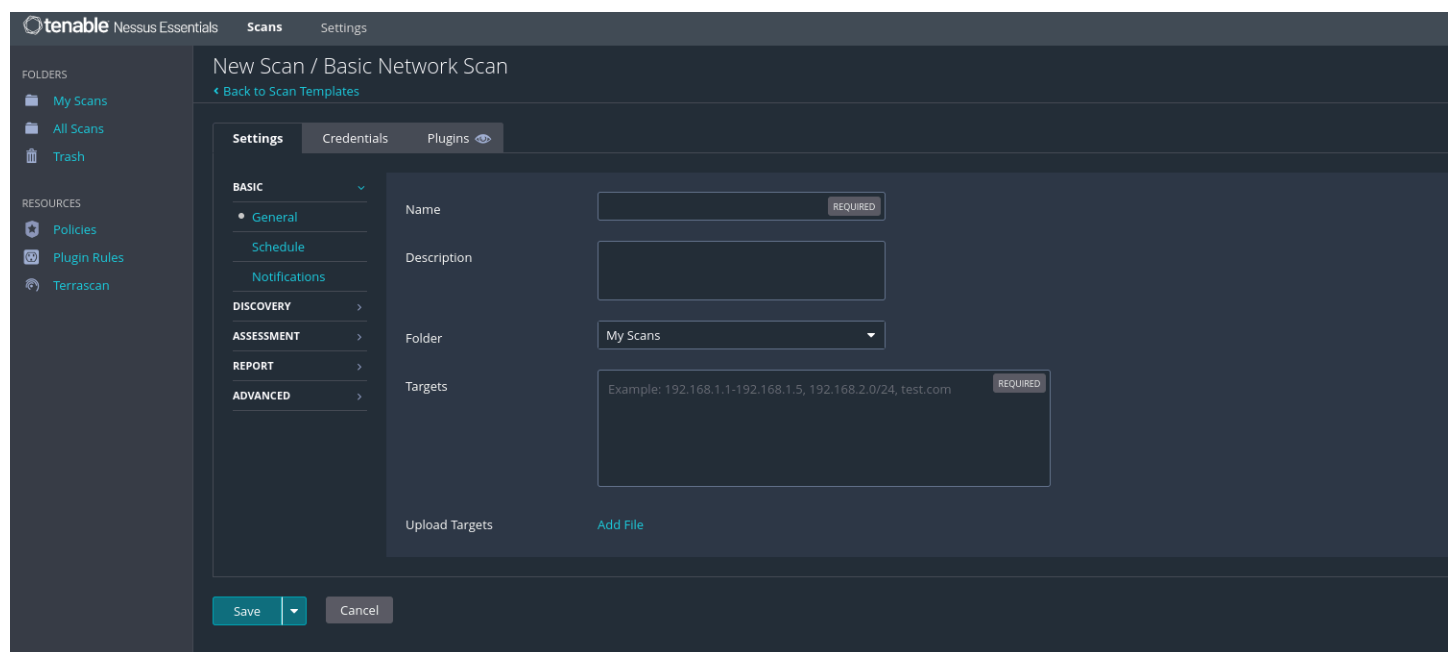 tenable Nessus Essentials Scans Settings
FOLDERS
My Scans
All Scans
Trash
RESOURCES
Policies
Plugin Rules
Terrascan
New Scan / Basic Network Scan
Back to Scan Templates
Settings Credentials Plugins
BASIC
General
Schedule
Notifications
DISCOVERY
ASSESSMENT
REPORT
ADVANCED
Name REQUIRED
Description
Folder My Scans
Targets Example: 192.168.1.1-192.168.1.5, 192.168.2.0/24, test.com REQUIRED
Upload Targets Add File
Save Cancel